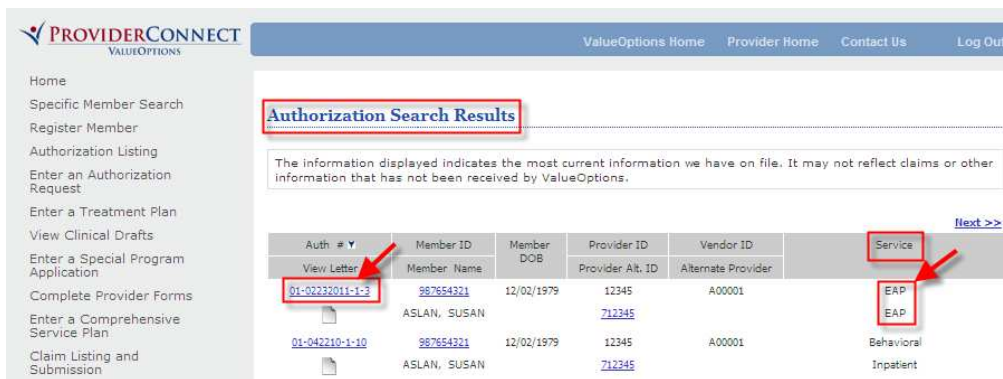 PROVIDERCONNECT
VALUEOPTIONS
ValueOptions Home Provider Home Contact Us Log Out
Home
Specific Member Search
Register Member
Authorization Listing
Enter an Authorization
Request
Enter a Treatment Plan
View Clinical Drafts
Enter a Special Program
Application
Complete Provider Forms
Enter a Comprehensive
Service Plan
Claim Listing and
Submission
Authorization Search Results
The information displayed indicates the most current information we have on file. It may not reflect claims or other
information that has not been received by ValueOptions.
Next >>
Auth # Member ID Member DOB Provider ID Vendor ID Service
View Letter Member Name Provider Alt. ID Alternate Provider
01-02232011-1-3 987654321 12/02/1979 12345 A00001 EAP
ASLAN, SUSAN 712345 EAP
01-042210-1-10 987654321 12/02/1979 12345 A00001 Behavioral
ASLAN, SUSAN 712345 Inpatient